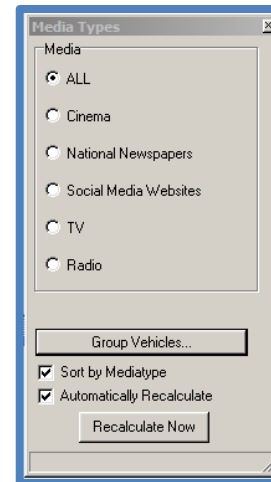 Media Types
Media
ALL
Cinema
National Newspapers
Social Media Websites
TV
Radio
Group Vehicles...
Sort by Mediatype
Automatically Recalculate
Recalculate Now